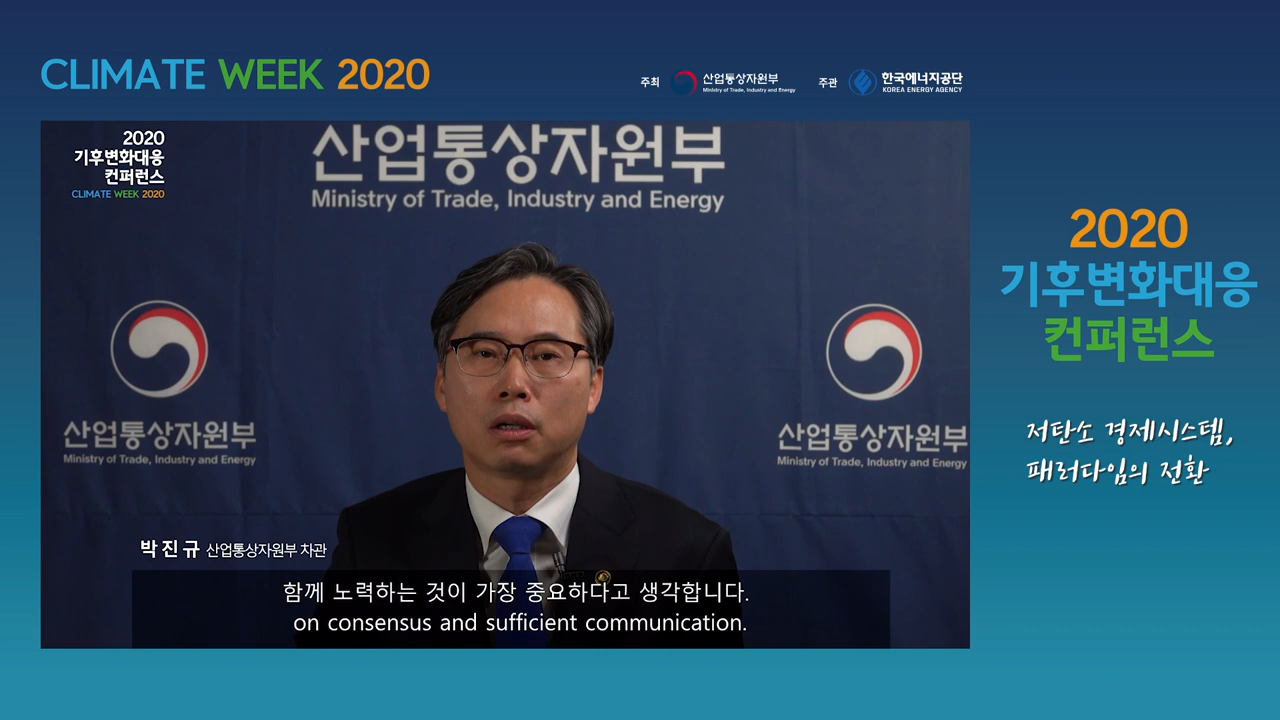 CLIMATE WEEK 2020
주최 산업통상자원부 주관 한국에너지공단
Ministry of Trade, Industry and Energy KOREA ENERGY AGENCY
2020
기후변화대응
컨퍼런스
CLIMATE WEEK 2020
산업통상자원부
Ministry of Trade, Industry and Energy
산업통상자원부
Ministry of Trade, Industry and Energy
산업통상자원부
Ministry of Trade, Industry and Energy
박진규 산업통상자원부 차관
함께 노력하는 것이 가장 중요하다고 생각합니다.
on consensus and sufficient communication.
2020
기후변화대응
컨퍼런스
저탄소 경제시스템,
패러다임의 전환